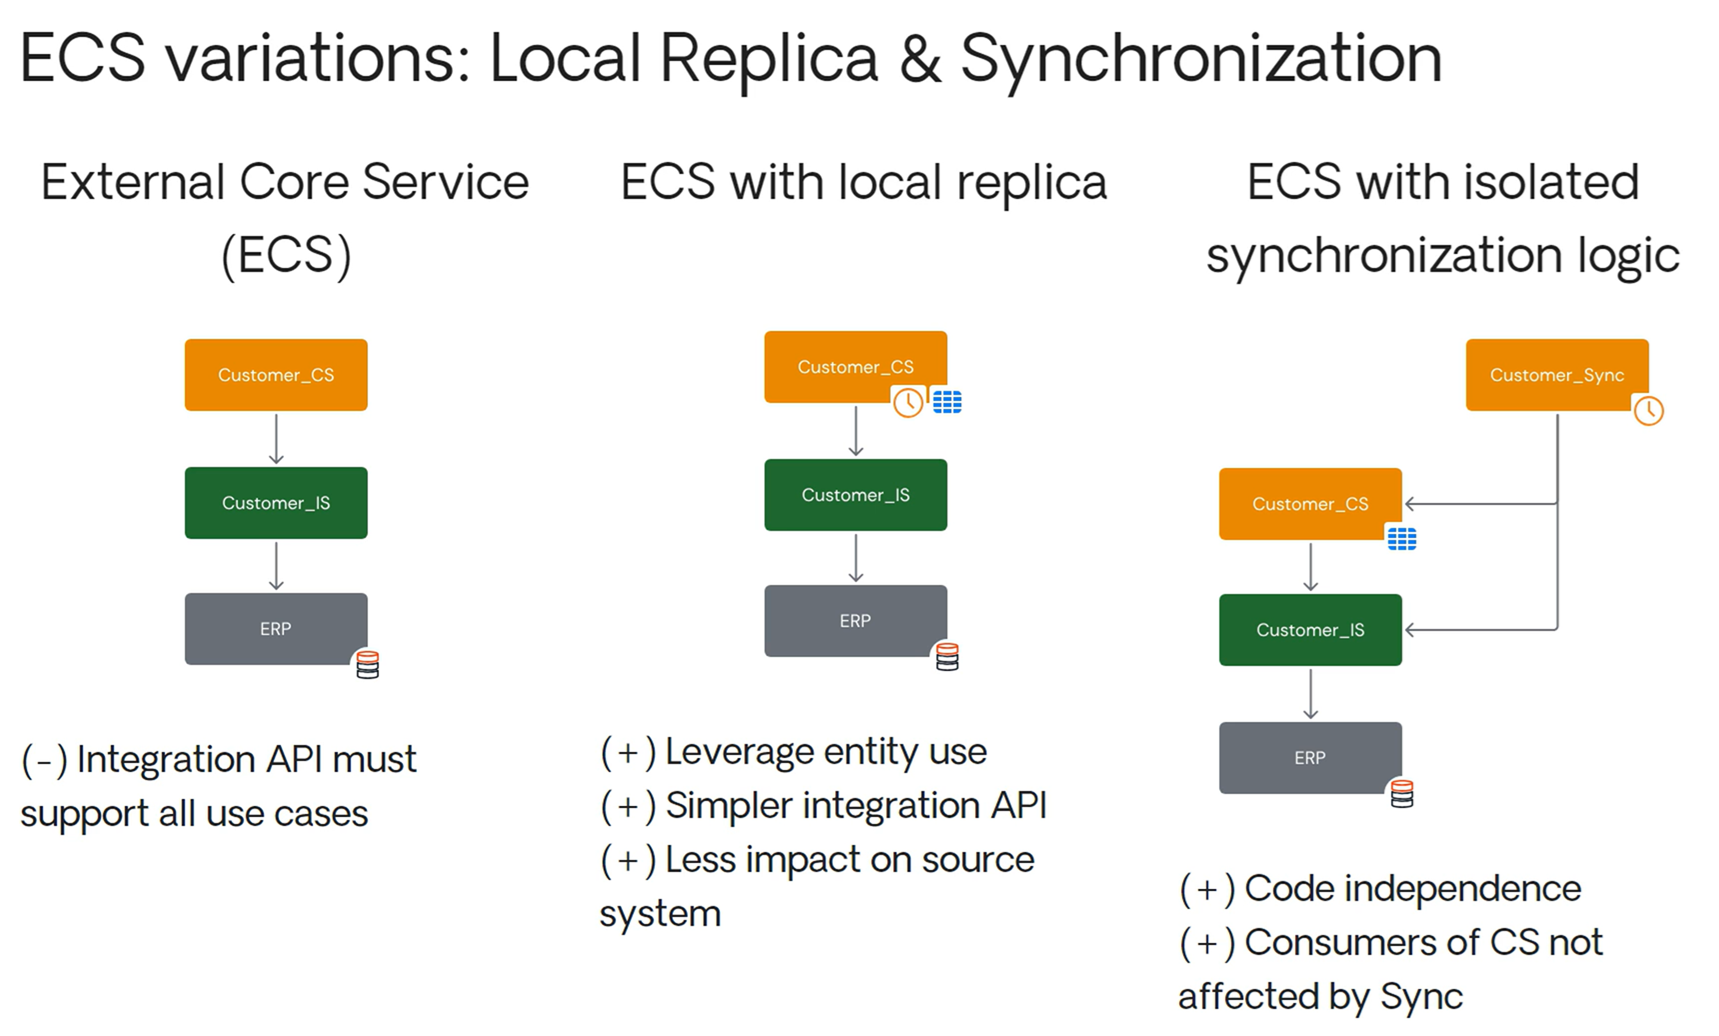 ECS variations: Local Replica & Synchronization
External Core Service
(ECS)
Customer_CS
Customer_IS
ERP
(-) Integration API must
support all use cases
ECS with local replica
Customer_CS
Customer_IS
ERP
(+) Leverage entity use
(+) Simpler integration API
(+) Less impact on source
system
ECS with isolated
synchronization logic
Customer_Sync
Customer_CS
Customer_IS
ERP
(+) Code independence
(+) Consumers of CS not
affected by Sync